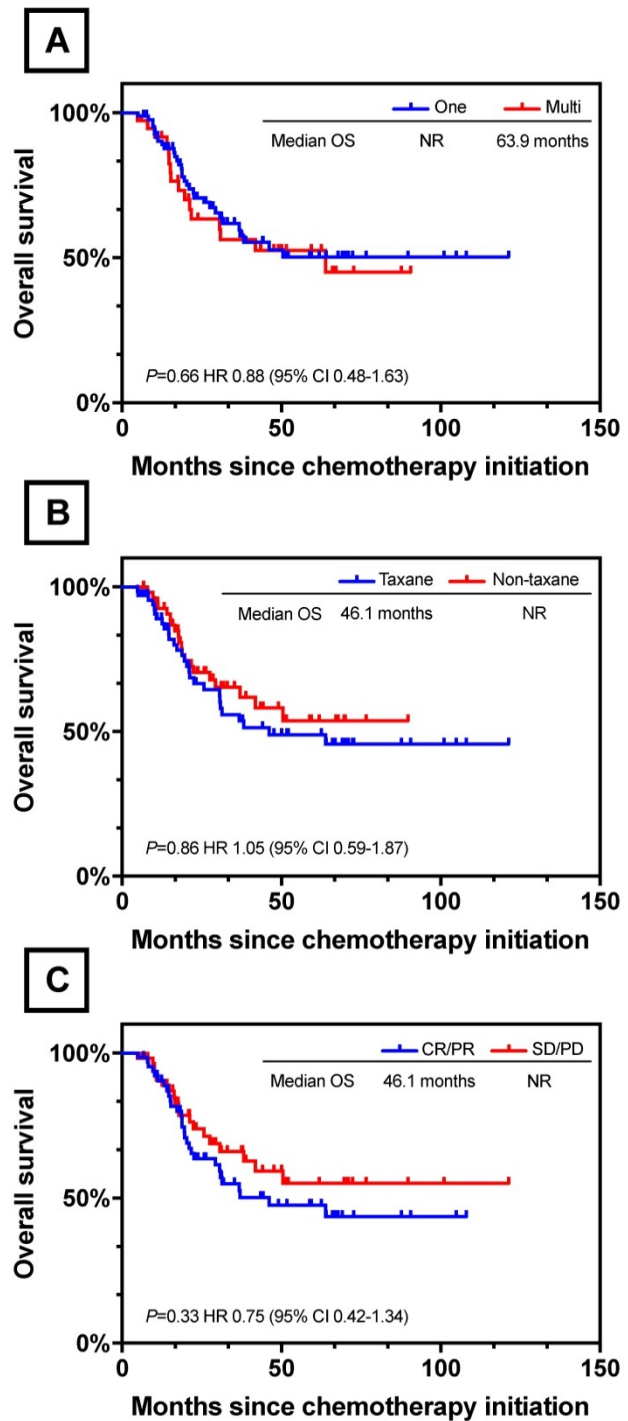 A
100%
50%
0%
Overall survival
One Multi
Median OS NR 63.9 months
P=0.66 HR 0.88 (95% CI 0.48-1.63)
0 50 100 150
Months since chemotherapy initiation
B
100%
50%
0%
Overall survival
Taxane Non-taxane
Median OS 46.1 months NR
P=0.86 HR 1.05 (95% CI 0.59-1.87)
0 50 100 150
Months since chemotherapy initiation
C
100%
50%
0%
Overall survival
CR/PR SD/PD
Median OS 46.1 months NR
P=0.33 HR 0.75 (95% CI 0.42-1.34)
0 50 100 150
Months since chemotherapy initiation